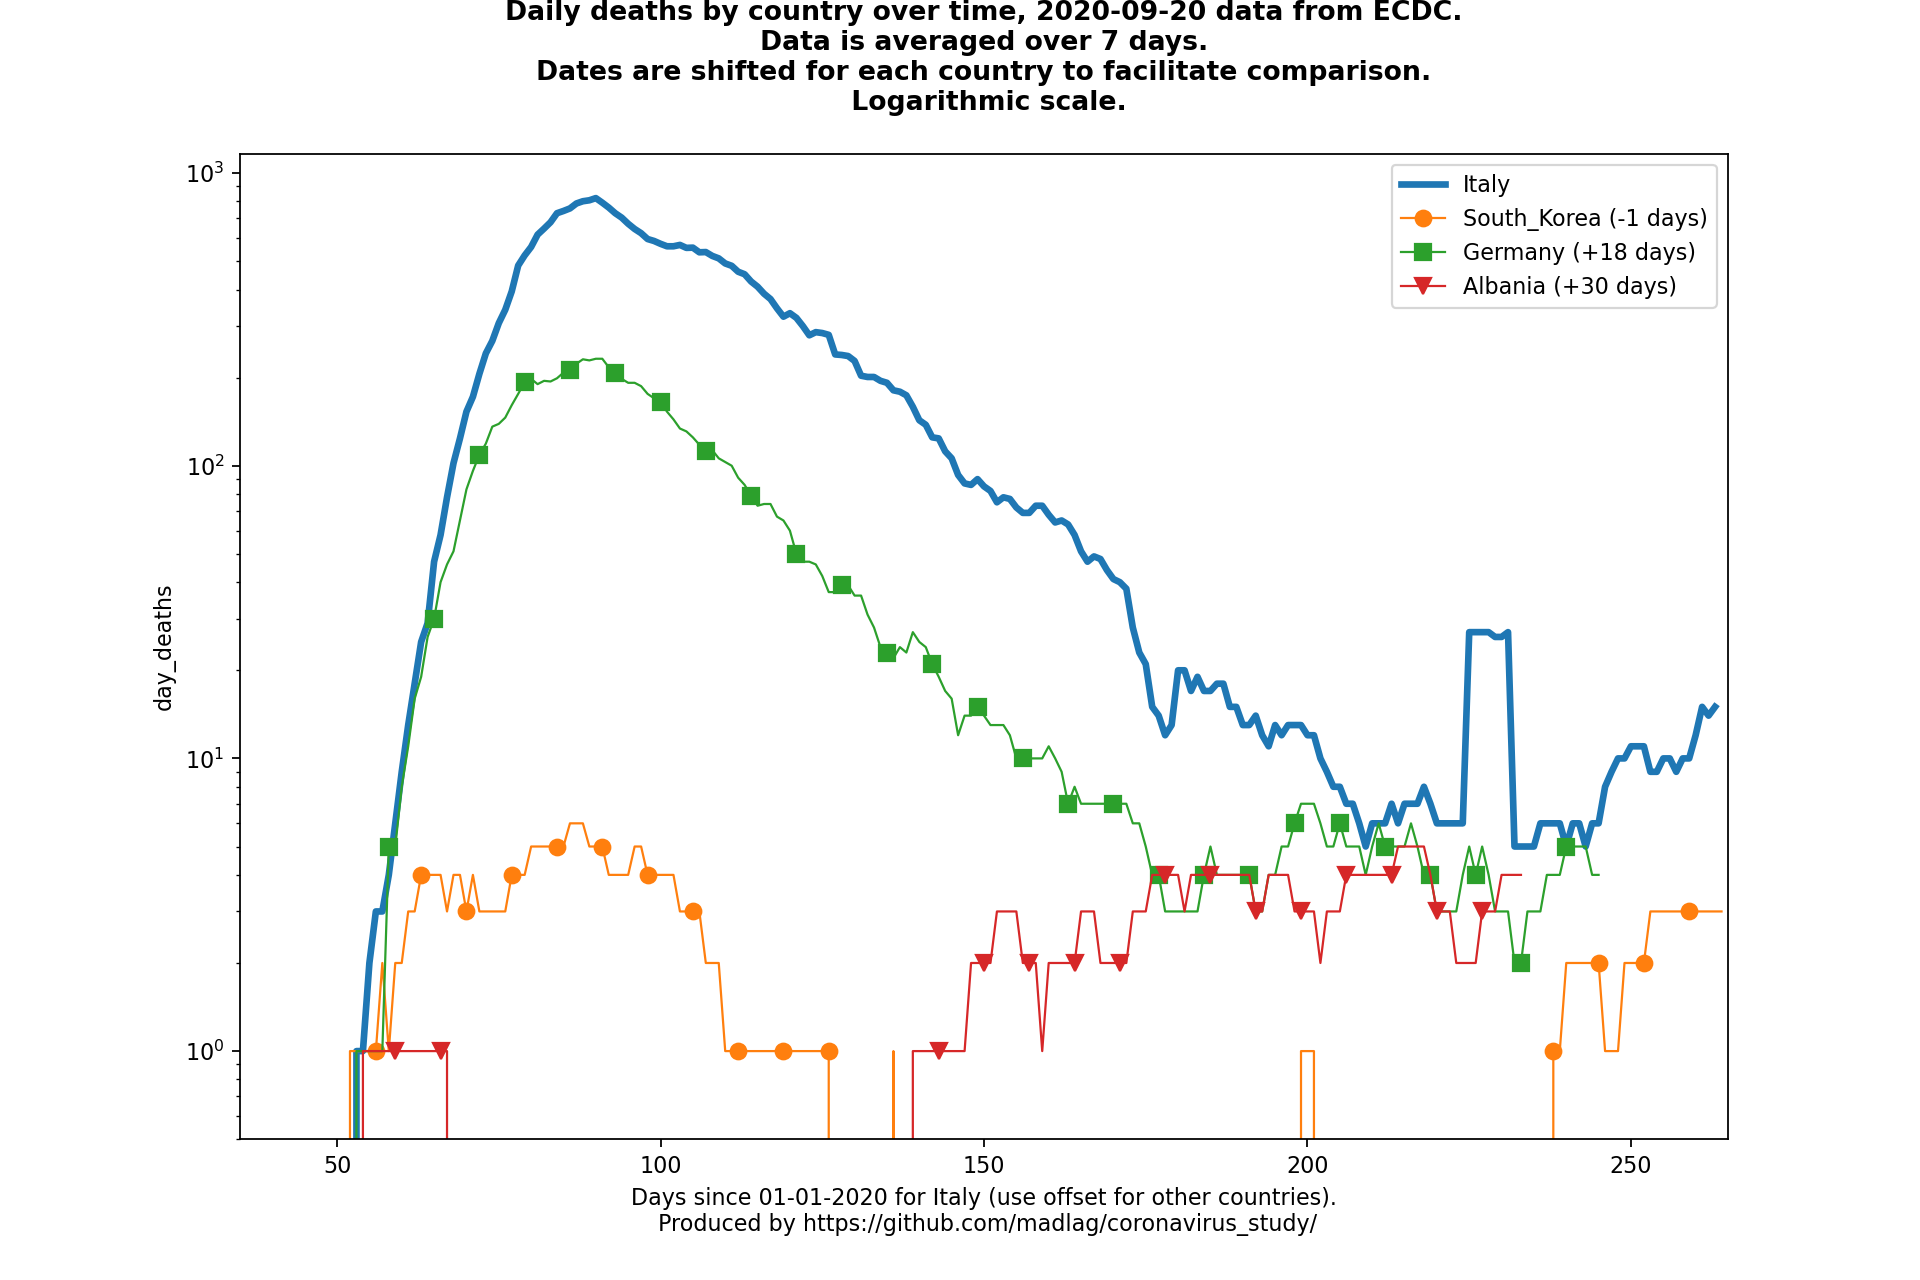 Daily deaths by country over time, 2020-09-20 data from ECDC.
Data is averaged over 7 days.
Dates are shifted for each country to facilitate comparison.
Logarithmic scale.
10³
10²
10¹
10⁰
day_deaths
Italy
South_Korea (-1 days)
Germany (+18 days)
Albania (+30 days)
50 100 150 200 250
Days since 01-01-2020 for Italy (use offset for other countries).
Produced by https://github.com/madlag/coronavirus_study/